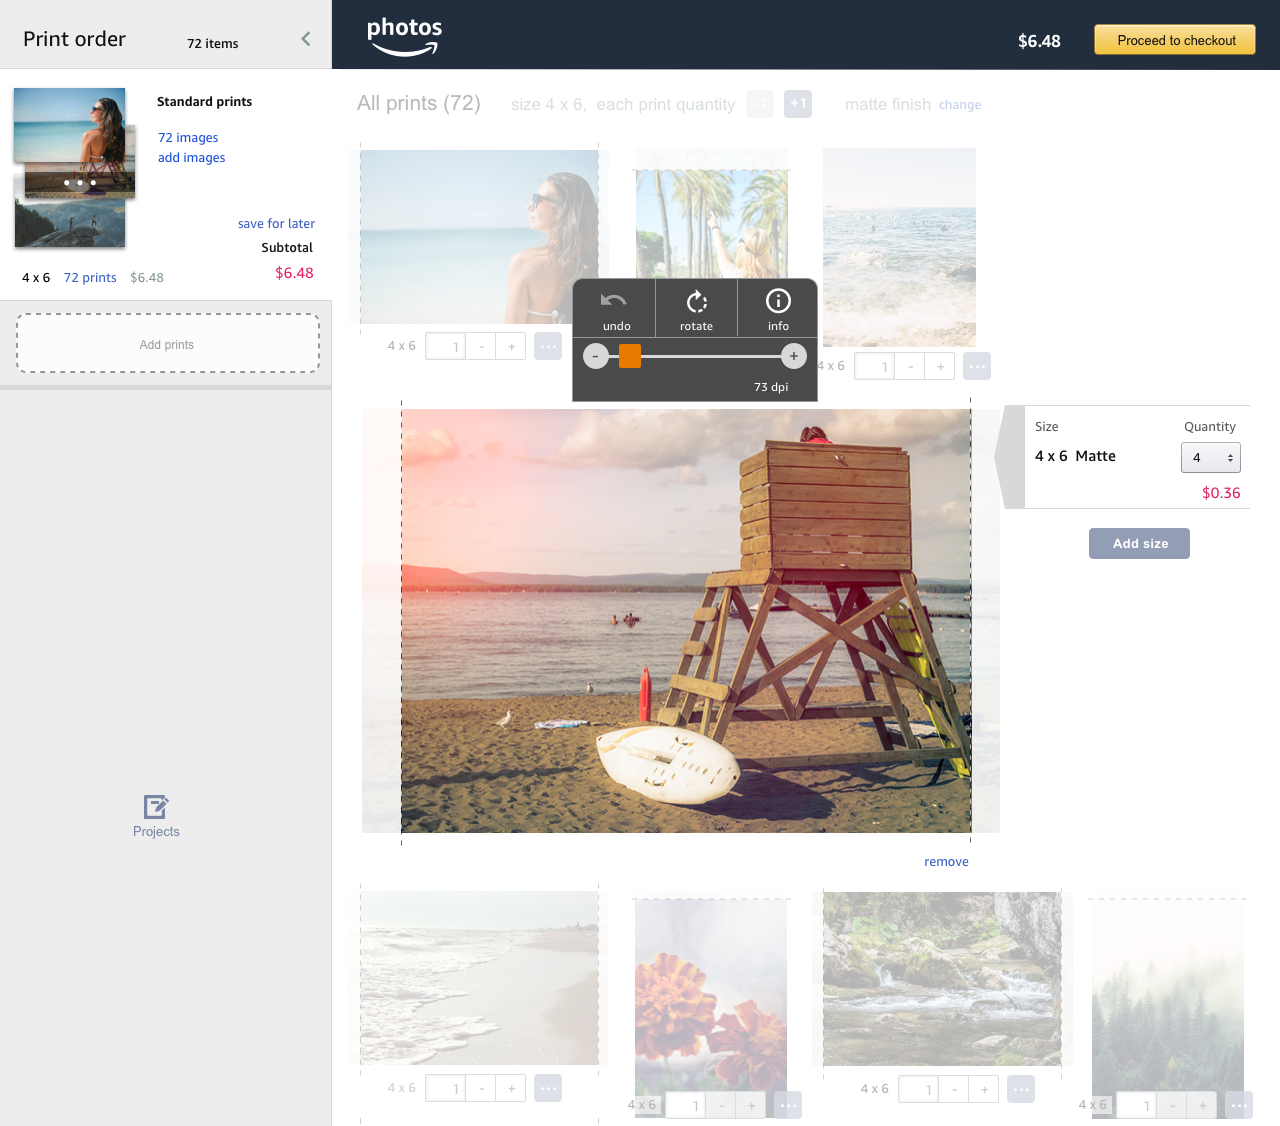 Print order
72 items
Standard prints
72 images
add images
save for later
Subtotal
4 x 6 72 prints $6.48
$6.48
Add prints
Projects
photos
$6.48
Proceed to checkout
All prints (72)
size 4 x 6, each print quantity -1 +1
matte finish change
4 x 6 1 - +
undo rotate info
- +
73 dpi
4 x 6 1 - +
Size Quantity
4 x 6 Matte 4
$0.36
Add size
remove
4 x 6 1 - +
4 x 6 1 - +
4 x 6 1 - +
4 x 6 1 - +